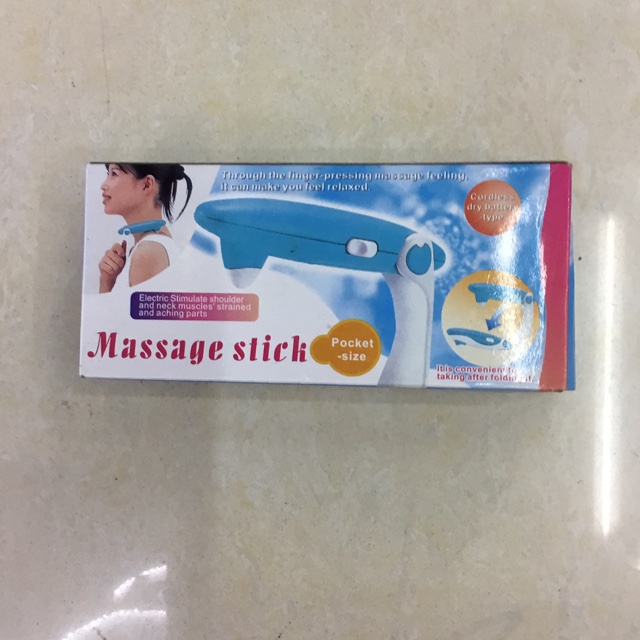 Through the finger-pressing massage feeling,
it can make you feel relaxed.
Cordless
dry battery
-type
Electric Stimulate shoulder
and neck muscles' strained
and aching parts
Massage stick
Pocket
-size
It is convenient
taking after folding it.